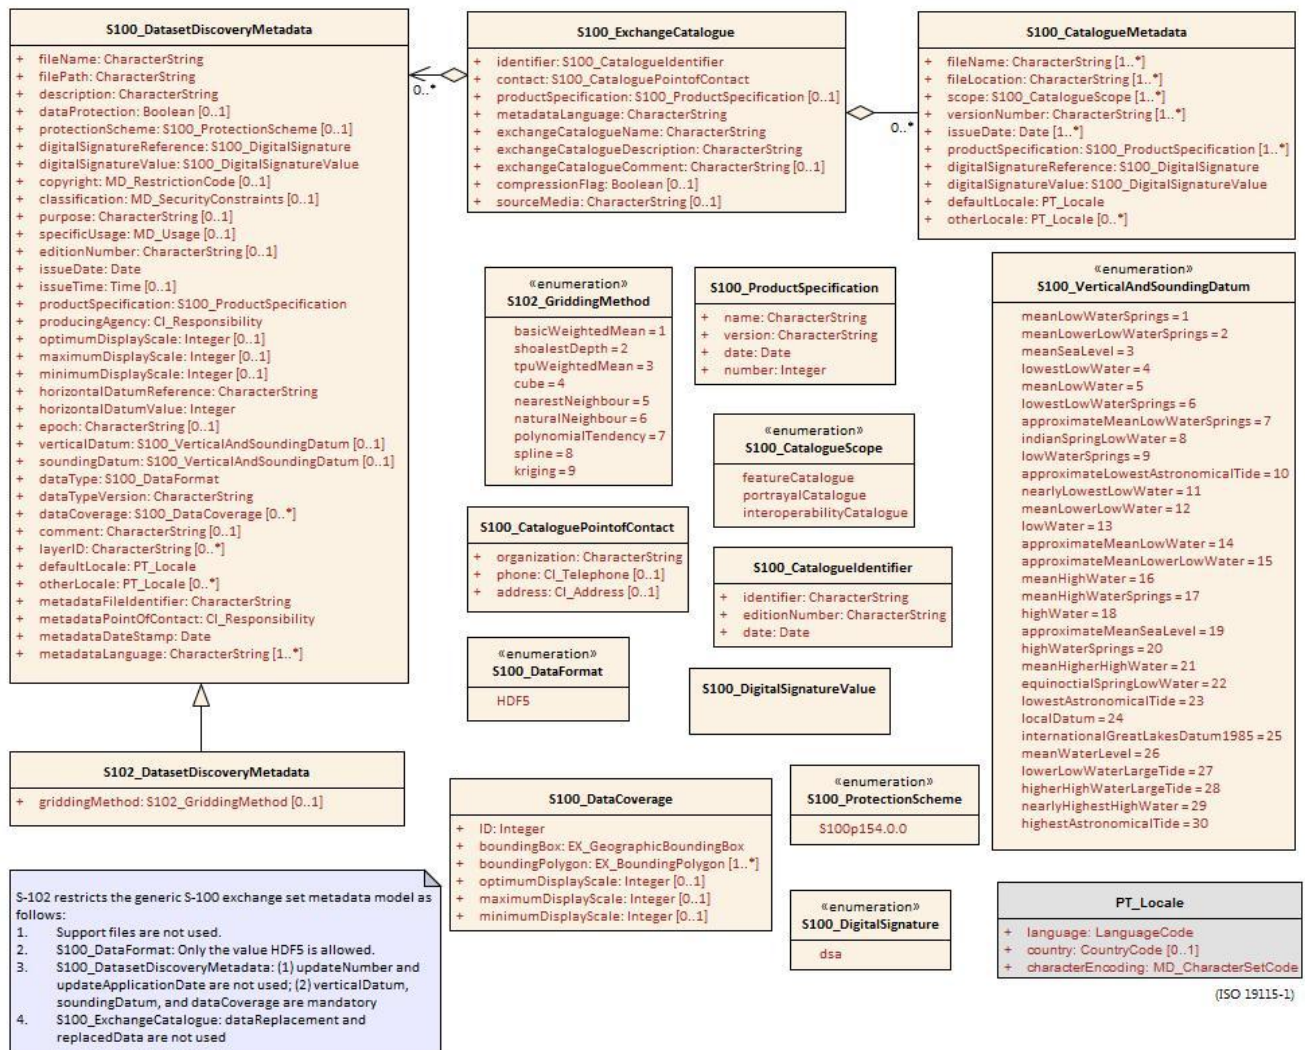 S100_DatasetDiscoveryMetadata
+ fileName: CharacterString
+ filePath: CharacterString
+ description: CharacterString
+ dataProtection: Boolean [0..1]
+ protectionScheme: S100_ProtectionScheme [0..1]
+ digitalSignatureReference: S100_DigitalSignature
+ digitalSignatureValue: S100_DigitalSignatureValue
+ copyright: MD_RestrictionCode [0..1]
+ classification: MD_SecurityConstraints [0..1]
+ purpose: CharacterString [0..1]
+ specificUsage: MD_Usage [0..1]
+ editionNumber: CharacterString [0..1]
+ issueDate: Date
+ issueTime: Time [0..1]
+ productSpecification: S100_ProductSpecification
+ producingAgency: CI_Responsibility
+ optimumDisplayScale: Integer [0..1]
+ maximumDisplayScale: Integer [0..1]
+ minimumDisplayScale: Integer [0..1]
+ horizontalDatumReference: CharacterString
+ horizontalDatumValue: Integer
+ epoch: CharacterString [0..1]
+ verticalDatum: S100_VerticalAndSoundingDatum [0..1]
+ soundingDatum: S100_VerticalAndSoundingDatum [0..1]
+ dataType: S100_DataFormat
+ dataTypeVersion: CharacterString
+ dataCoverage: S100_DataCoverage [0..*]
+ comment: CharacterString [0..1]
+ layerID: CharacterString [0..*]
+ defaultLocale: PT_Locale
+ otherLocale: PT_Locale [0..*]
+ metadataFileIdentifier: CharacterString
+ metadataPointOfContact: CI_Responsibility
+ metadataDateStamp: Date
+ metadataLanguage: CharacterString [1..*]
0..*
S100_ExchangeCatalogue
+ identifier: S100_CatalogueIdentifier
+ contact: S100_CataloguePointofContact
+ productSpecification: S100_ProductSpecification [0..1]
+ metadataLanguage: CharacterString
+ exchangeCatalogueName: CharacterString
+ exchangeCatalogueDescription: CharacterString
+ exchangeCatalogueComment: CharacterString [0..1]
+ compressionFlag: Boolean [0..1]
+ sourceMedia: CharacterString [0..1]
0..*
S100_CatalogueMetadata
+ fileName: CharacterString [1..*]
+ fileLocation: CharacterString [1..*]
+ scope: S100_CatalogueScope [1..*]
+ versionNumber: CharacterString [1..*]
+ issueDate: Date [1..*]
+ productSpecification: S100_ProductSpecification [1..*]
+ digitalSignatureReference: S100_DigitalSignature
+ digitalSignatureValue: S100_DigitalSignatureValue
+ defaultLocale: PT_Locale
+ otherLocale: PT_Locale [0..*]
«enumeration»
S102_GriddingMethod
basicWeightedMean = 1
shoalestDepth = 2
tpuWeightedMean = 3
cube = 4
nearestNeighbour = 5
naturalNeighbour = 6
polynomialTendency = 7
spline = 8
kriging = 9
S100_ProductSpecification
+ name: CharacterString
+ version: CharacterString
+ date: Date
+ number: Integer
«enumeration»
S100_VerticalAndSoundingDatum
meanLowWaterSprings = 1
meanLowerLowWaterSprings = 2
meanSeaLevel = 3
lowestLowWater = 4
meanLowWater = 5
lowestLowWaterSprings = 6
approximateMeanLowWaterSprings = 7
indianSpringLowWater = 8
lowWaterSprings = 9
approximateLowestAstronomicalTide = 10
nearlyLowestLowWater = 11
meanLowerLowWater = 12
lowWater = 13
approximateMeanLowWater = 14
approximateMeanLowerLowWater = 15
meanHighWater = 16
meanHighWaterSprings = 17
highWater = 18
approximateMeanSeaLevel = 19
highWaterSprings = 20
meanHigherHighWater = 21
equinoctialSpringLowWater = 22
lowestAstronomicalTide = 23
localDatum = 24
internationalGreatLakesDatum1985 = 25
meanWaterLevel = 26
lowerLowWaterLargeTide = 27
higherHighWaterLargeTide = 28
nearlyHighestHighWater = 29
highestAstronomicalTide = 30
«enumeration»
S100_CatalogueScope
featureCatalogue
portrayalCatalogue
interoperabilityCatalogue
S100_CataloguePointofContact
+ organization: CharacterString
+ phone: CI_Telephone [0..1]
+ address: CI_Address [0..1]
S100_CatalogueIdentifier
+ identifier: CharacterString
+ editionNumber: CharacterString
+ date: Date
«enumeration»
S100_DataFormat
HDF5
S100_DigitalSignatureValue
S102_DatasetDiscoveryMetadata
+ griddingMethod: S102_GriddingMethod [0..1]
S100_DataCoverage
+ ID: Integer
+ boundingBox: EX_GeographicBoundingBox
+ boundingPolygon: EX_BoundingPolygon [1..*]
+ optimumDisplayScale: Integer [0..1]
+ maximumDisplayScale: Integer [0..1]
+ minimumDisplayScale: Integer [0..1]
«enumeration»
S100_ProtectionScheme
S100p154.0.0
«enumeration»
S100_DigitalSignature
dsa
PT_Locale
+ language: LanguageCode
+ country: CountryCode [0..1]
+ characterEncoding: MD_CharacterSetCode
(ISO 19115-1)
S-102 restricts the generic S-100 exchange set metadata model as
follows:
1. Support files are not used.
2. S100_DataFormat: Only the value HDF5 is allowed.
3. S100_DatasetDiscoveryMetadata: (1) updateNumber and
updateApplicationDate are not used; (2) verticalDatum,
soundingDatum, and dataCoverage are mandatory
4. S100_ExchangeCatalogue: dataReplacement and
replacedData are not used